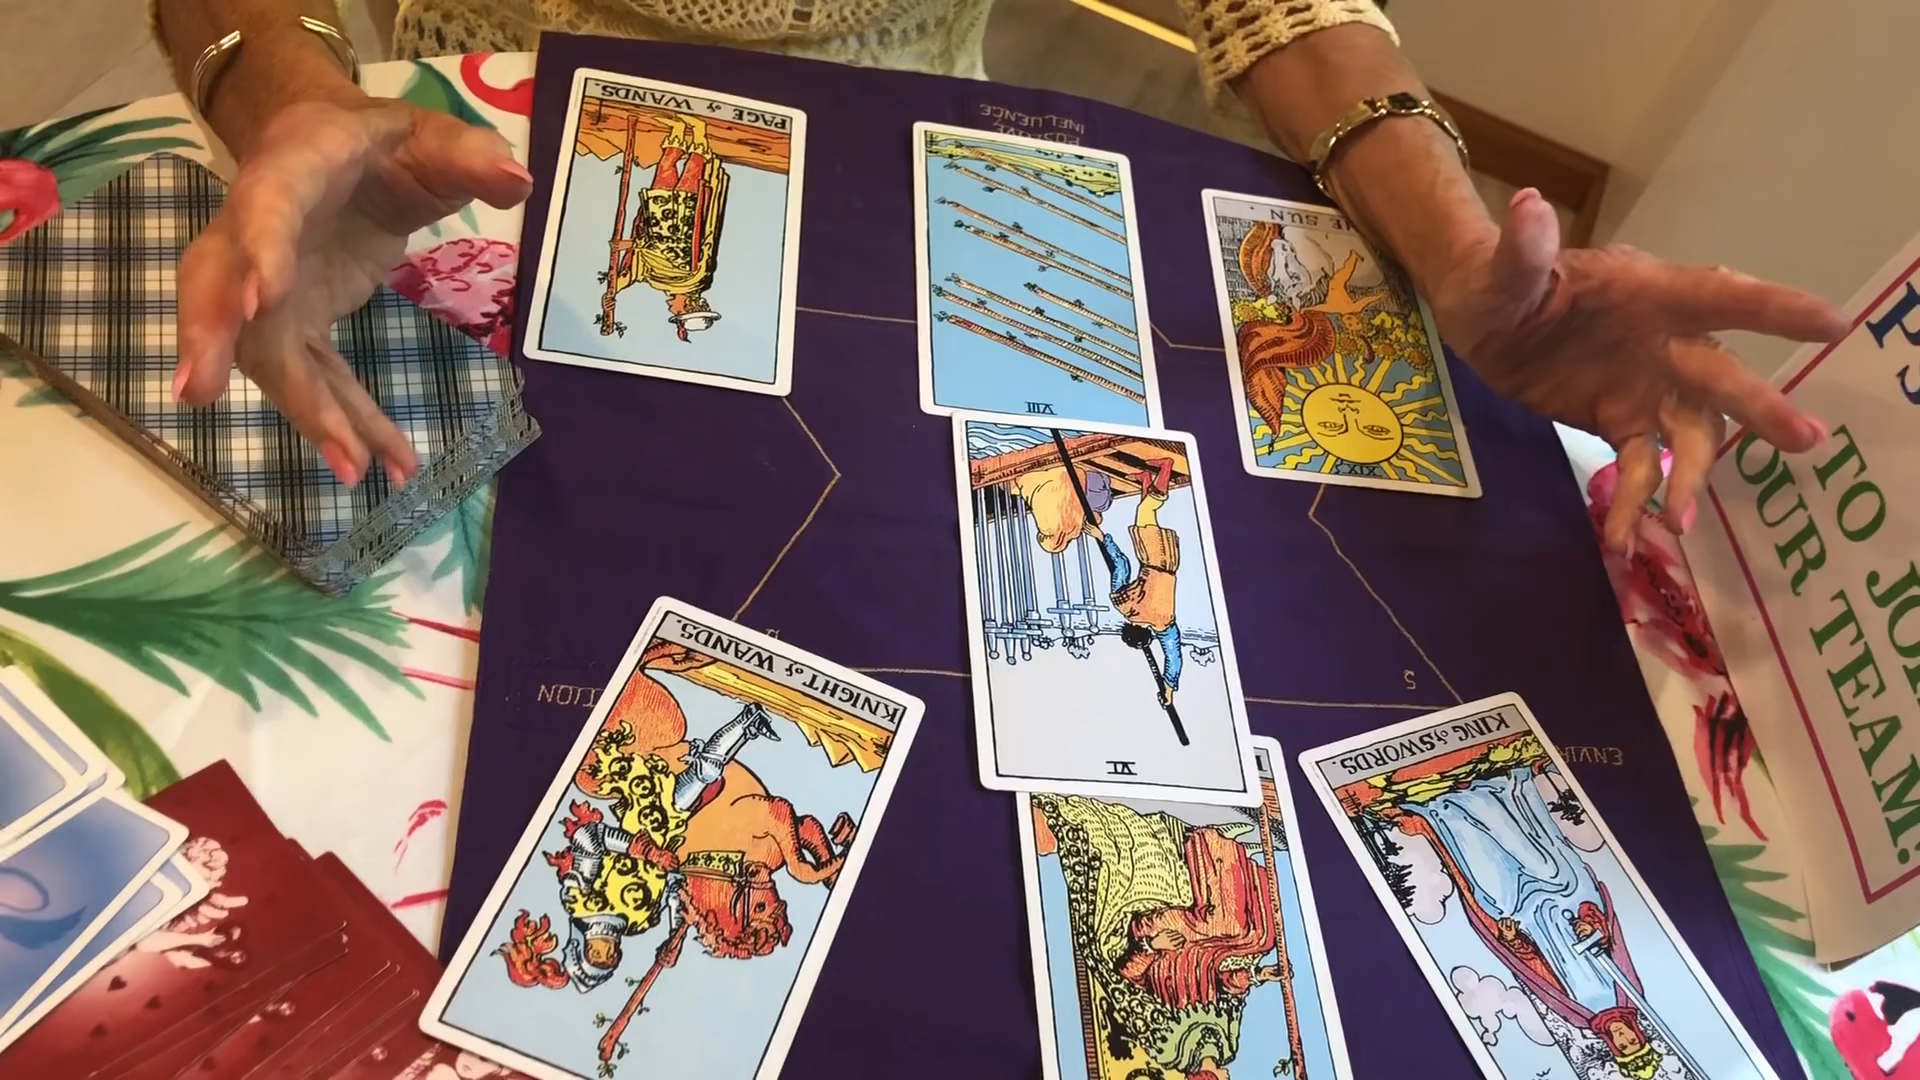 PAGE of WANDS.
POSITIVE
INFLUENCE
VIII
THE SUN.
XIX
VI
KNIGHT of WANDS.
KING of SWORDS.
5
TO JO
OUR TEAM!